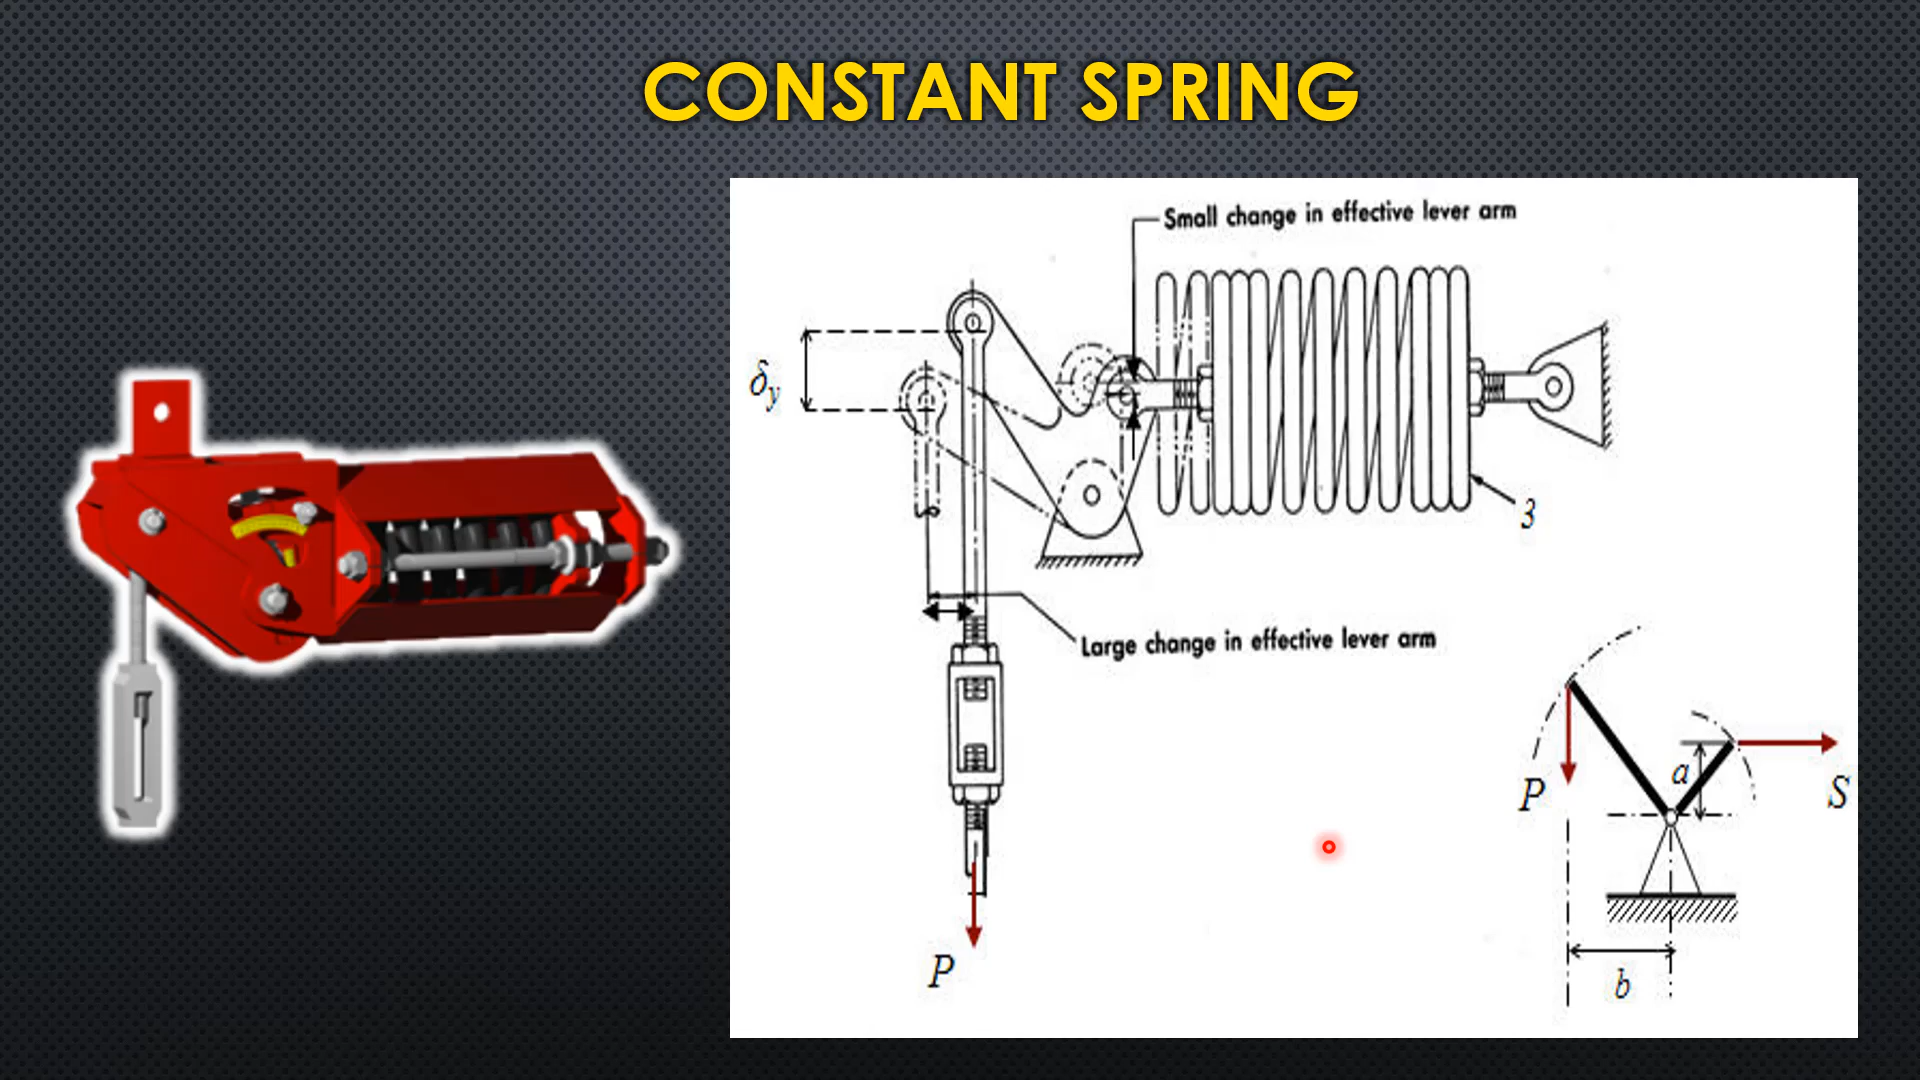 CONSTANT SPRING
Small change in effective lever arm
δy
3
Large change in effective lever arm
P
P
a
S
b